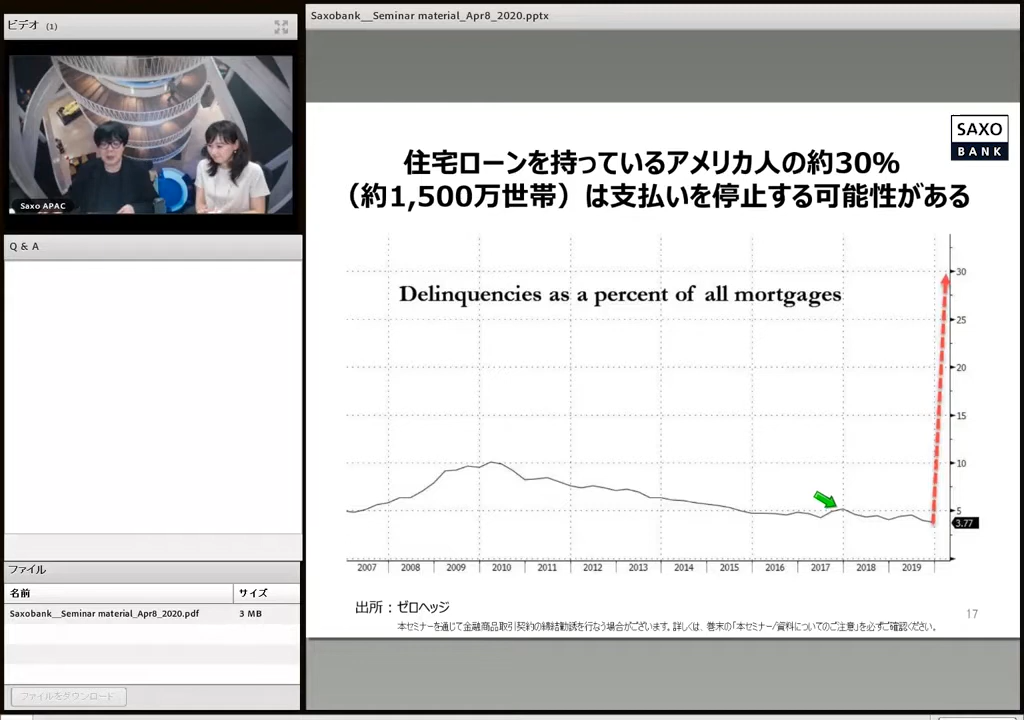 ビデオ (1)
Saxo APAC
Q & A
ファイル
名前 サイズ
Saxobank__Seminar material_Apr8_2020.pdf 3 MB
ファイルをダウンロード
Saxobank__Seminar material_Apr8_2020.pptx
SAXO
BANK
住宅ローンを持っているアメリカ人の約30%
（約1,500万世帯）は支払いを停止する可能性がある
Delinquencies as a percent of all mortgages
30
25
20
15
10
5
3.77
2007 2008 2009 2010 2011 2012 2013 2014 2015 2016 2017 2018 2019
出所：ゼロヘッジ
17
本セミナーを通じて金融商品取引契約の締結勧誘を行なう場合がございます。詳しくは、巻末の「本セミナー/資料についてのご注意」を必ずご確認ください。